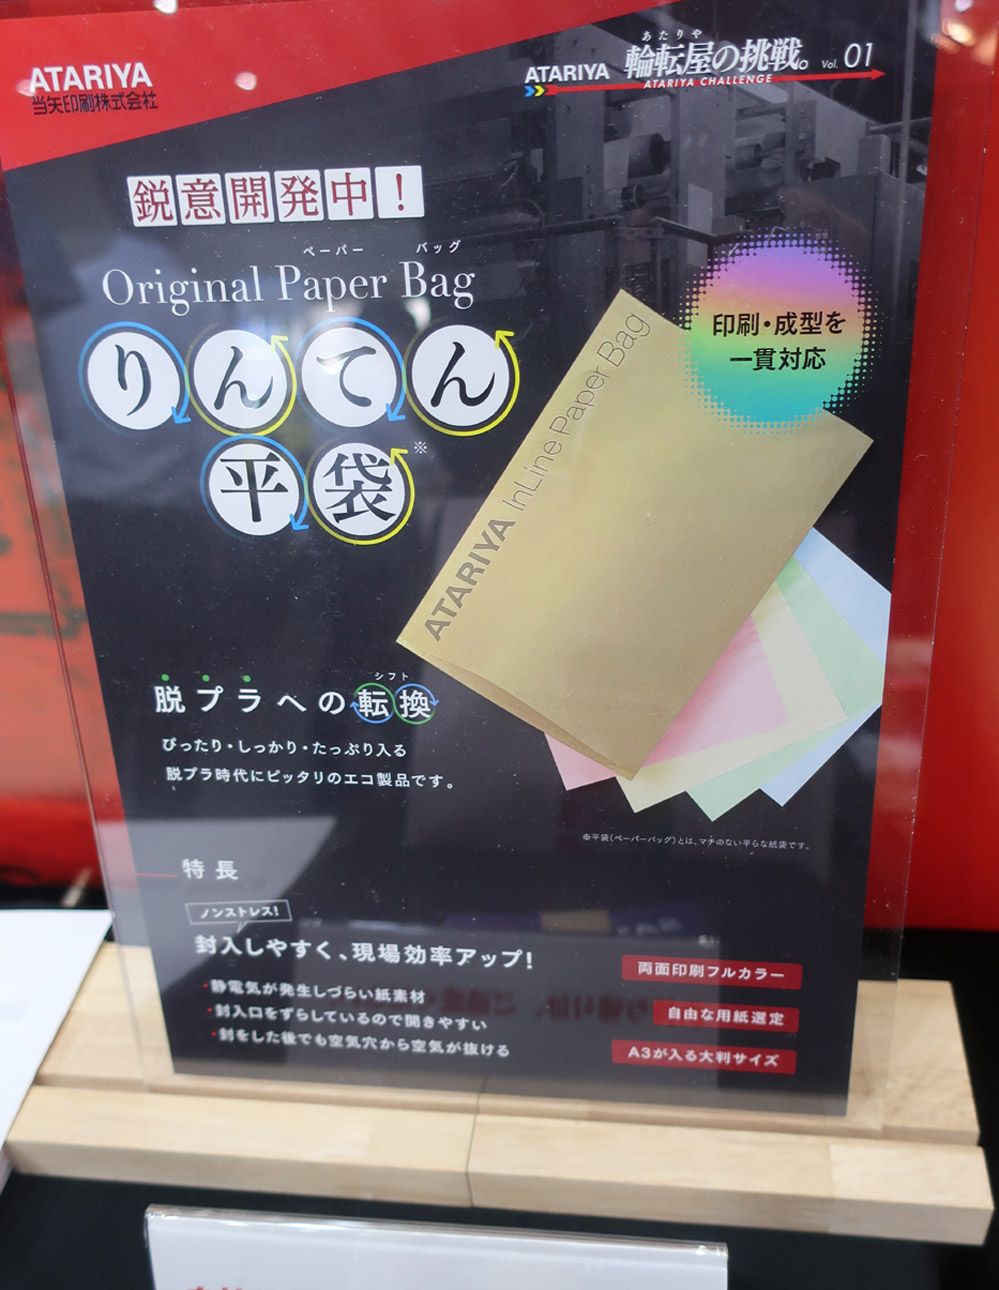 ATARIYA
当矢印刷株式会社
ATARIYA
あたりや
輪転屋の挑戦。 Vol. 01
ATARIYA CHALLENGE
鋭意開発中!
ペーパー バッグ
Original Paper Bag
りんてん
平袋※
印刷・成型を
一貫対応
ATARIYA InLine Paper Bag
シフト
脱プラへの転換
ぴったり・しっかり・たっぷり入る
脱プラ時代にピッタリのエコ製品です。
※平袋(ペーパーバッグ)とは、マチのない平らな紙袋です。
特長
ノンストレス!
封入しやすく、現場効率アップ!
・静電気が発生しづらい紙素材
・封入口をずらしているので開きやすい
・封をした後でも空気穴から空気が抜ける
両面印刷フルカラー
自由な用紙選定
A3が入る大判サイズ